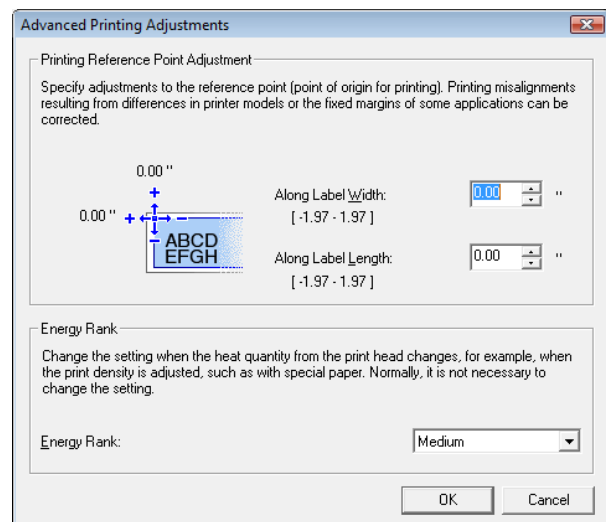 Advanced Printing Adjustments
Printing Reference Point Adjustment
Specify adjustments to the reference point (point of origin for printing). Printing misalignments
resulting from differences in printer models or the fixed margins of some applications can be
corrected.
0.00 "
0.00 "
ABCD
EFGH
Along Label Width: 0.00 "
[ -1.97 - 1.97 ]
Along Label Length: 0.00 "
[ -1.97 - 1.97 ]
Energy Rank
Change the setting when the heat quantity from the print head changes, for example, when
the print density is adjusted, such as with special paper. Normally, it is not necessary to
change the setting.
Energy Rank: Medium
OK Cancel